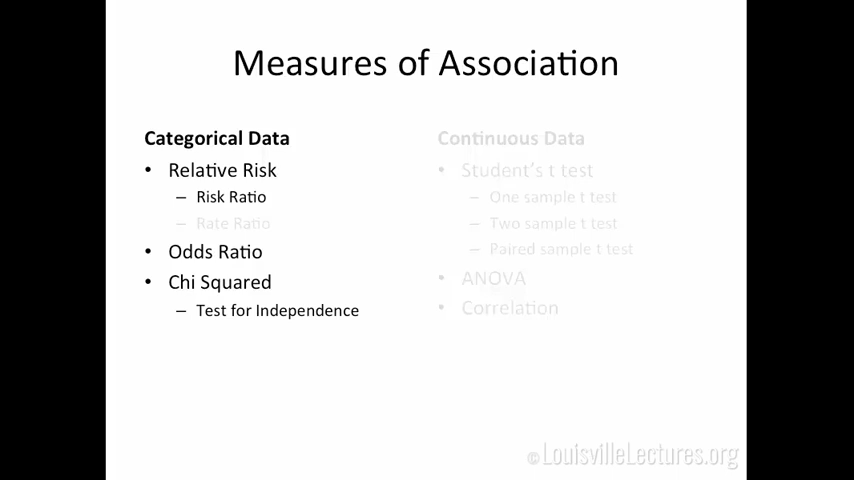 Measures of Association
Categorical Data
• Relative Risk
– Risk Ratio
– Rate Ratio
• Odds Ratio
• Chi Squared
– Test for Independence
Continuous Data
• Student's t test
– One sample t test
– Two sample t test
– Paired sample t test
• ANOVA
• Correlation
©LouisvilleLectures.org